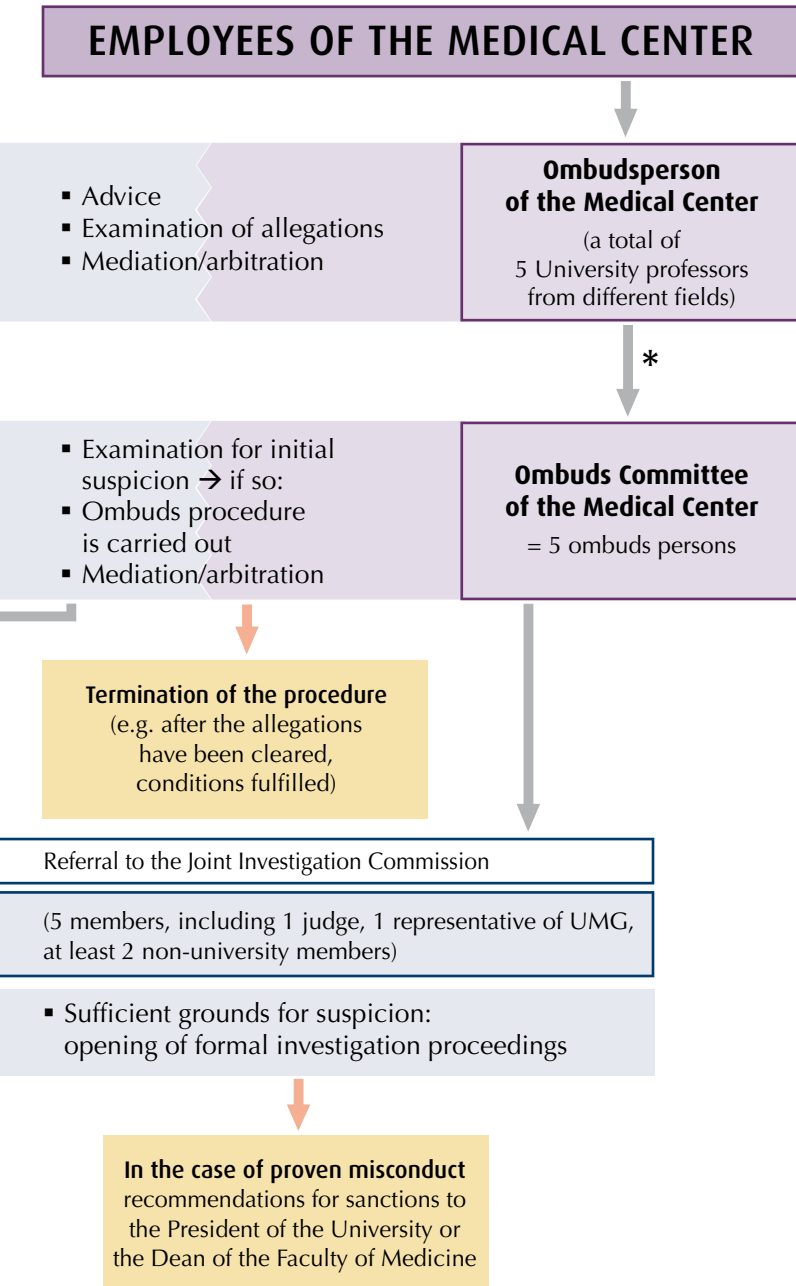 EMPLOYEES OF THE MEDICAL CENTER
▪ Advice
▪ Examination of allegations
▪ Mediation/arbitration
Ombudsperson
of the Medical Center
(a total of
5 University professors
from different fields)
*
▪ Examination for initial
suspicion → if so:
▪ Ombuds procedure
is carried out
▪ Mediation/arbitration
Ombuds Committee
of the Medical Center
= 5 ombuds persons
Termination of the procedure
(e.g. after the allegations
have been cleared,
conditions fulfilled)
Referral to the Joint Investigation Commission
(5 members, including 1 judge, 1 representative of UMG,
at least 2 non-university members)
▪ Sufficient grounds for suspicion:
opening of formal investigation proceedings
In the case of proven misconduct
recommendations for sanctions to
the President of the University or
the Dean of the Faculty of Medicine